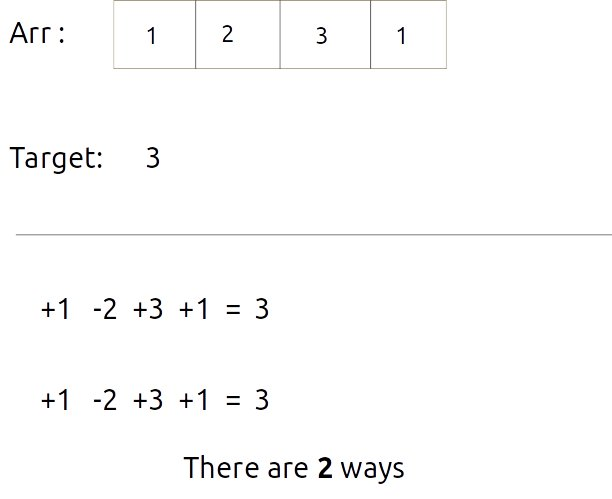 Arr : 1 2 3 1
Target: 3
+1 -2 +3 +1 = 3
+1 -2 +3 +1 = 3
There are 2 ways